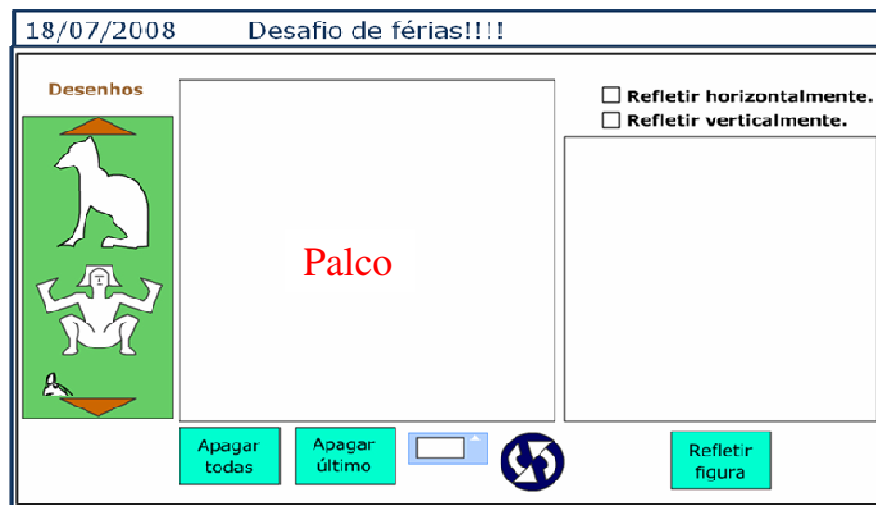 18/07/2008 Desafio de férias!!!!
Desenhos
Refletir horizontalmente.
Refletir verticalmente.
Palco
Apagar
todas
Apagar
último
Refletir
figura